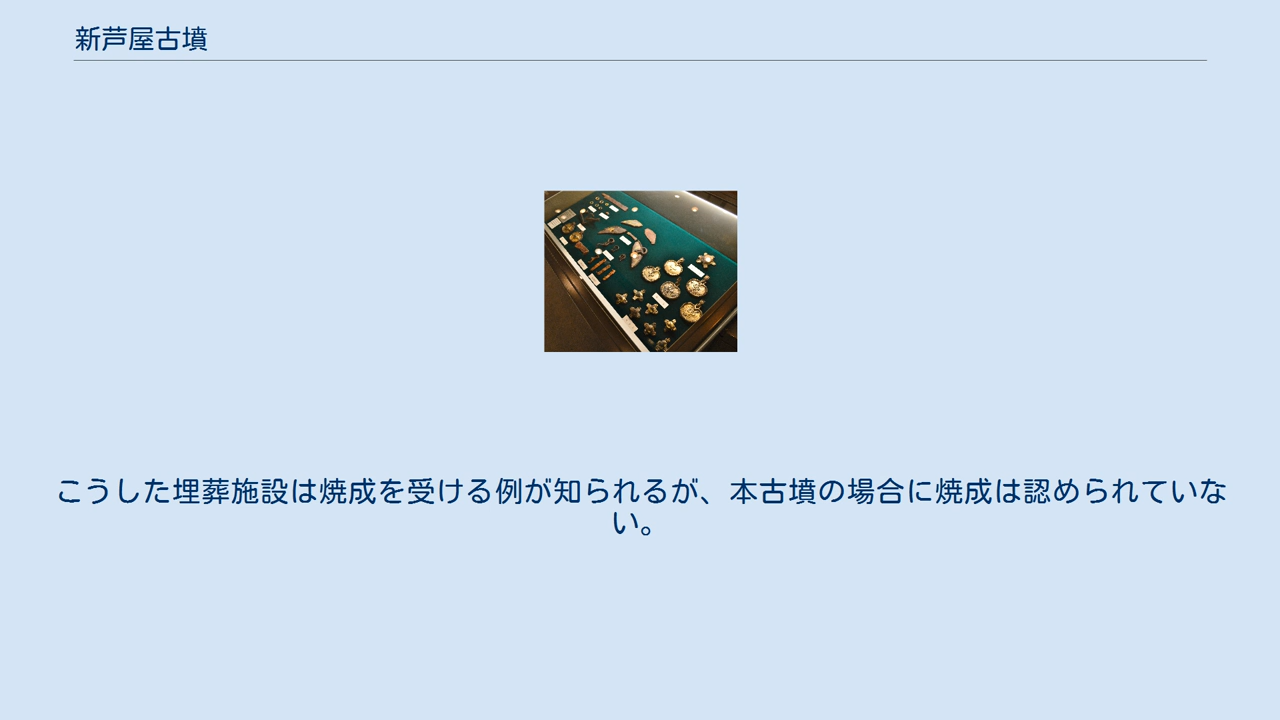 新芦屋古墳
こうした埋葬施設は焼成を受ける例が知られるが、本古墳の場合に焼成は認められていな
い。